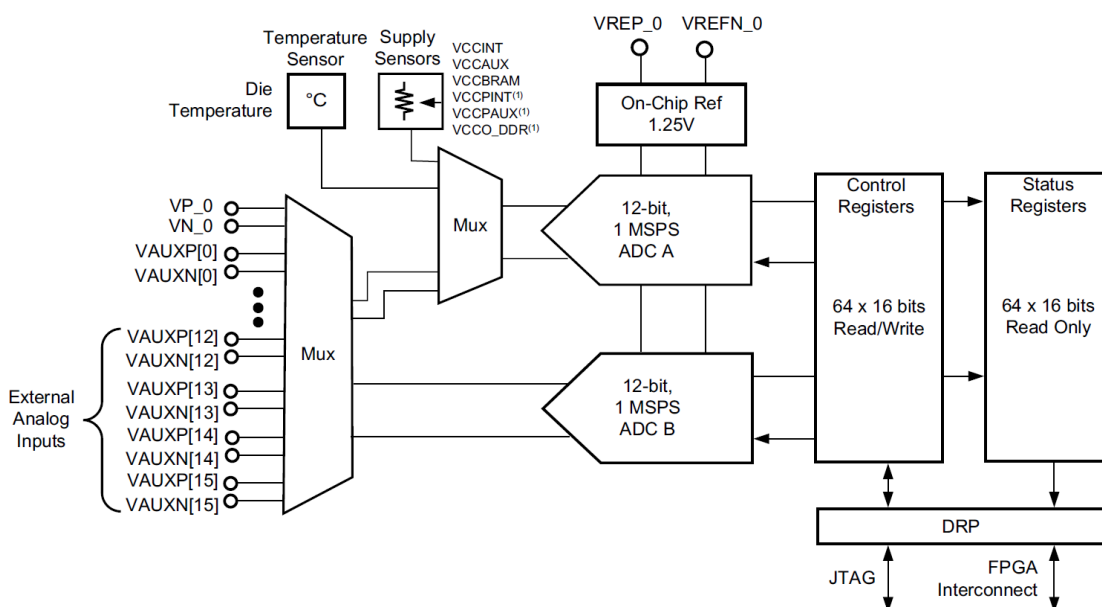 VREP_0 VREFN_0
Temperature
Sensor
Supply
Sensors
VCCINT
VCCAUX
VCCBRAM
VCCPINT(1)
VCCPAUX(1)
VCCO_DDR(1)
Die
Temperature
°C
On-Chip Ref
1.25V
VP_0
VN_0
VAUXP[0]
VAUXN[0]
VAUXP[12]
VAUXN[12]
VAUXP[13]
VAUXN[13]
VAUXP[14]
VAUXN[14]
VAUXP[15]
VAUXN[15]
External
Analog
Inputs
Mux
Mux
12-bit,
1 MSPS
ADC A
12-bit,
1 MSPS
ADC B
Control
Registers
64 x 16 bits
Read/Write
Status
Registers
64 x 16 bits
Read Only
DRP
JTAG
FPGA
Interconnect